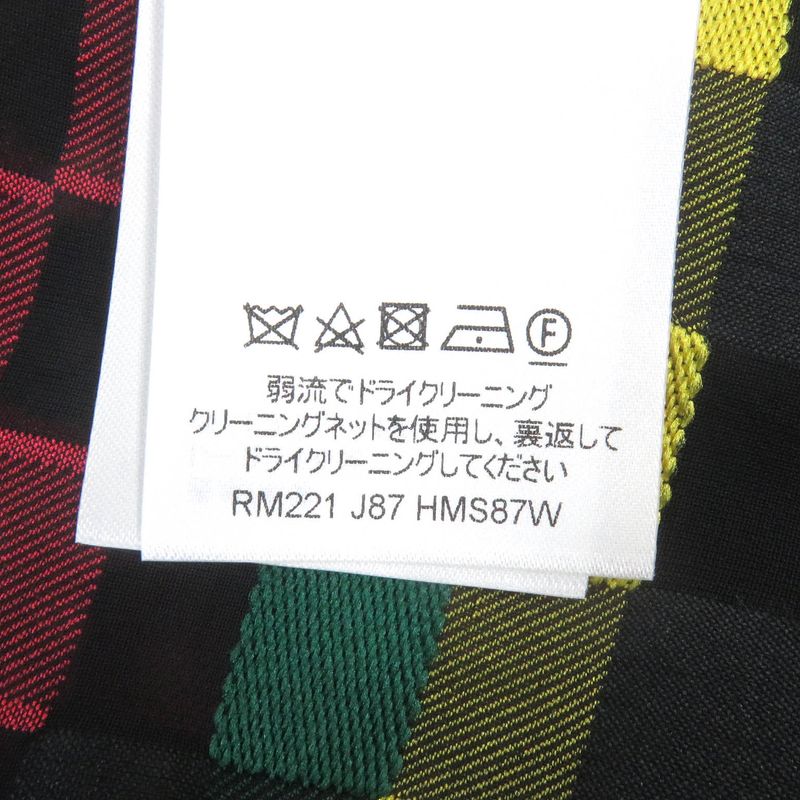 F
弱流でドライクリーニング
クリーニングネットを使用し、裏返して
ドライクリーニングしてください
RM221 J87 HMS87W